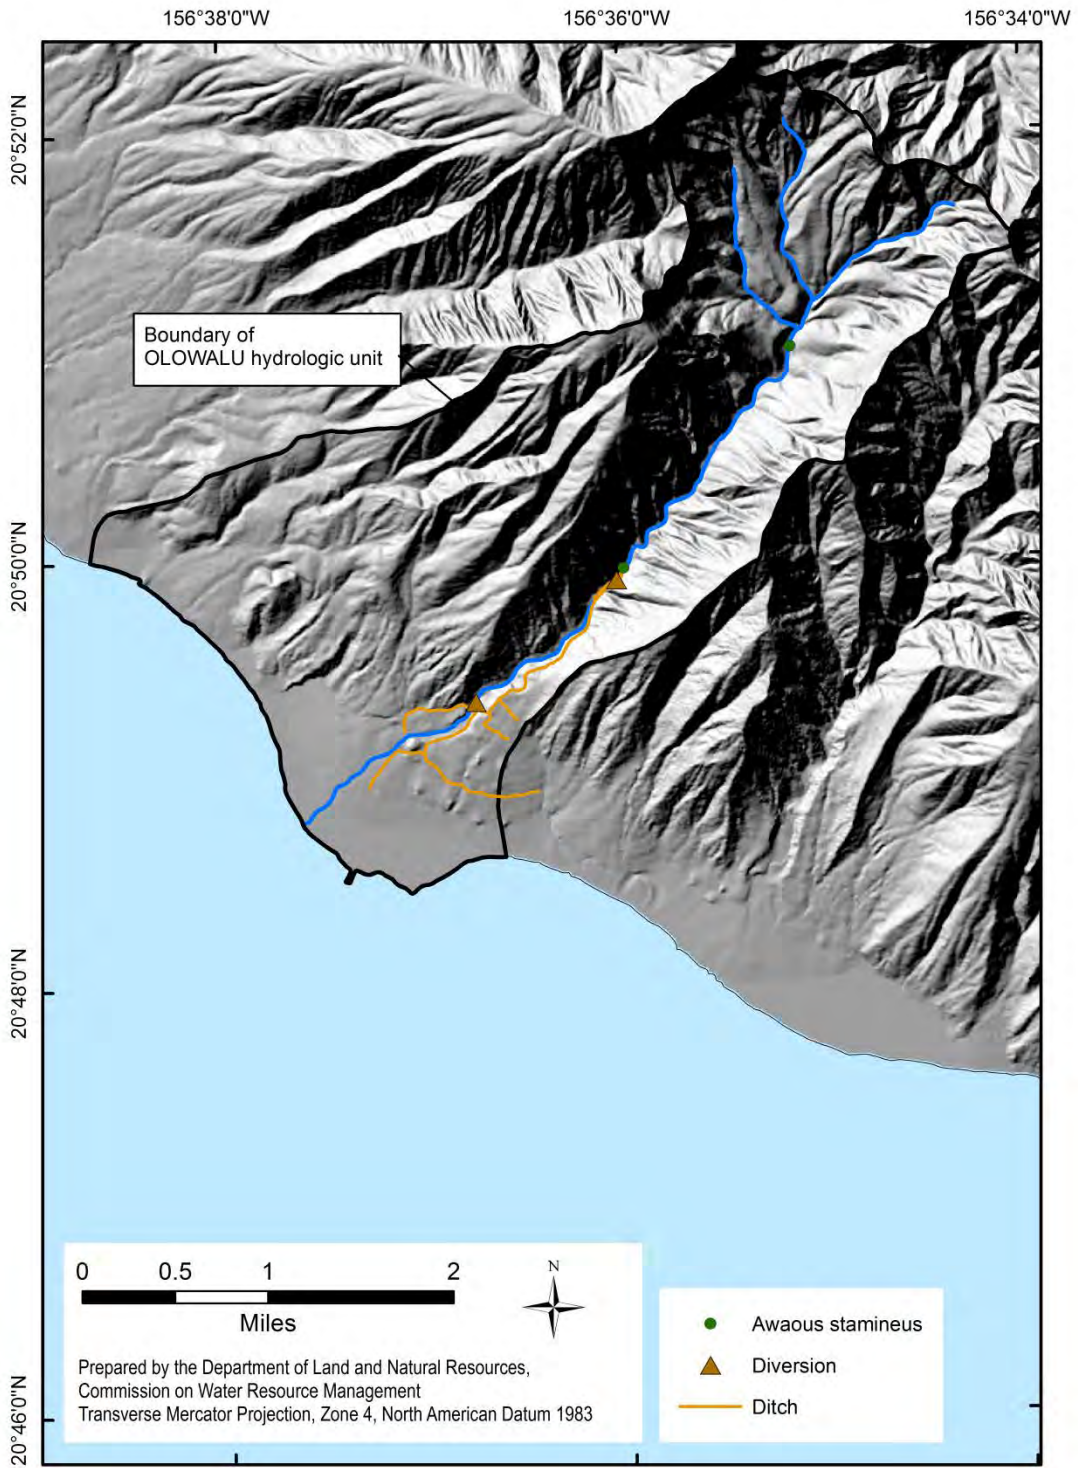 156°38'0"W
156°36'0"W
156°34'0"W
20°52'0"N
Boundary of
OLOWALU hydrologic unit
20°50'0"N
20°48'0"N
0 0.5 1 2
Miles
N
Prepared by the Department of Land and Natural Resources,
Commission on Water Resource Management
Transverse Mercator Projection, Zone 4, North American Datum 1983
Awaous stamineus
Diversion
Ditch
20°46'0"N